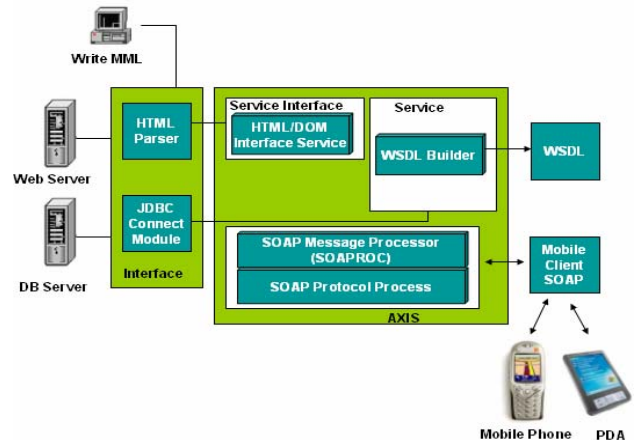 Write MML
Web Server
DB Server
HTML
Parser
JDBC
Connect
Module
Interface
Service Interface
HTML/DOM
Interface Service
Service
WSDL Builder
WSDL
SOAP Message Processor
(SOAPROC)
SOAP Protocol Process
AXIS
Mobile
Client
SOAP
Mobile Phone
PDA